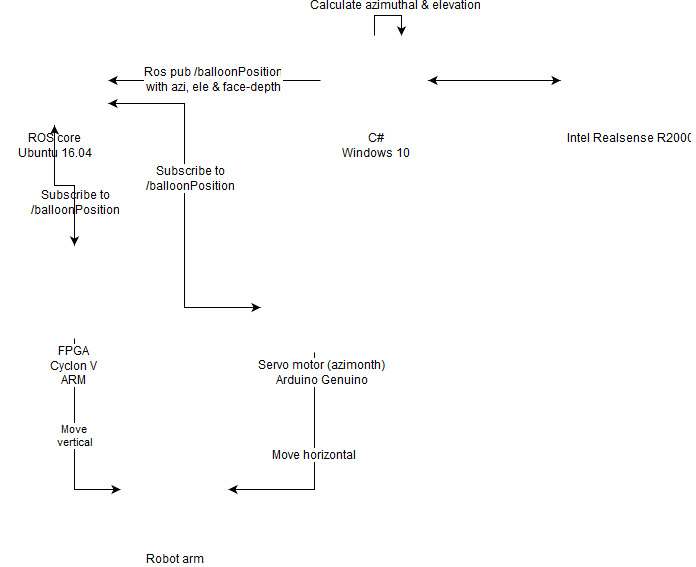 Calculate azimuthal & elevation
Ros pub /balloonPosition
with azi, ele & face-depth
ROS core
Ubuntu 16.04
C#
Windows 10
Intel Realsense R200
Subscribe to
/balloonPosition
Subscribe to
/balloonPosition
FPGA
Cyclon V
ARM
Servo motor (azimonth)
Arduino Genuino
Move
vertical
Move horizontal
Robot arm